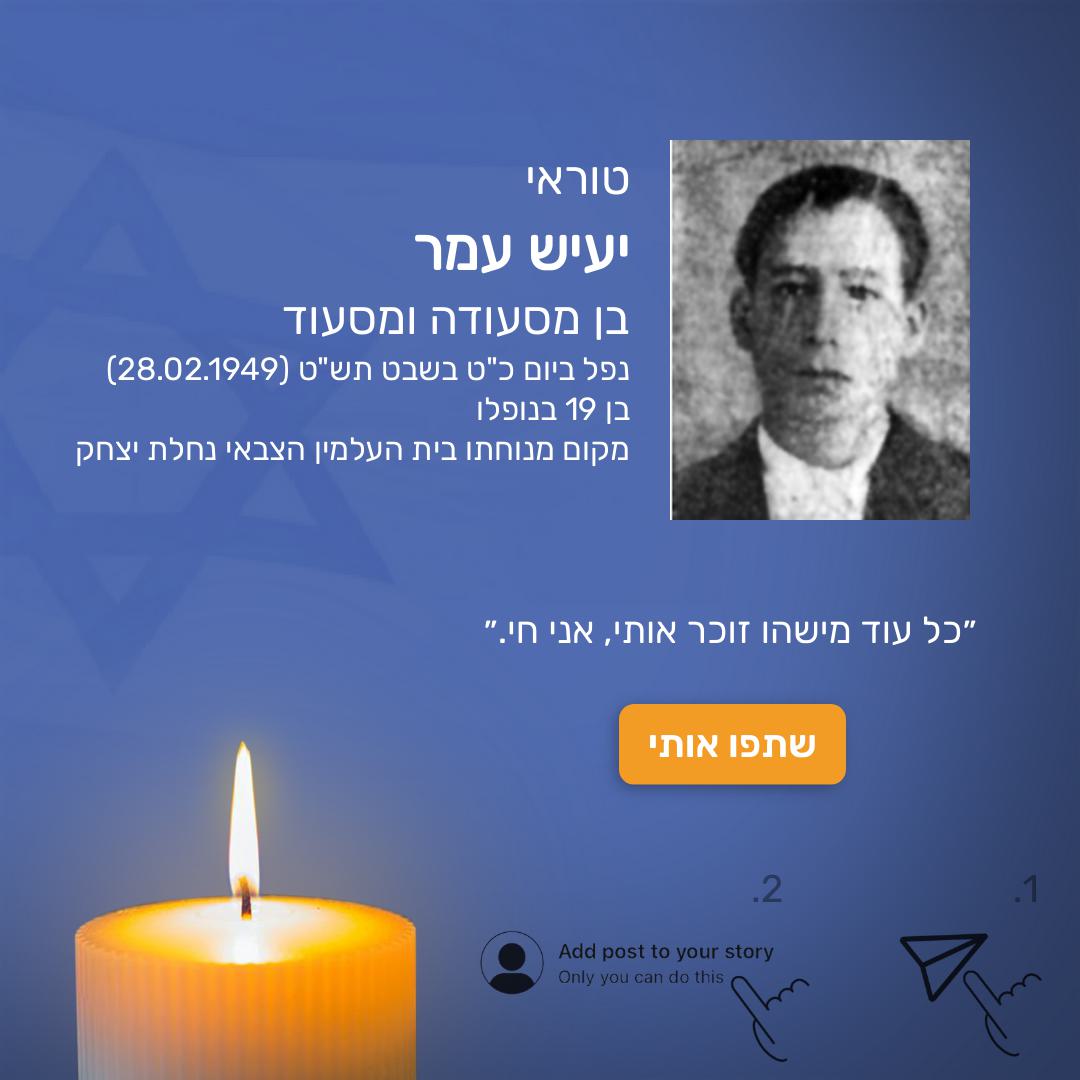 טוראי
יעיש עמר
בן מסעודה ומסעוד
נפל ביום כ"ט בשבט תש"ט (28.02.1949)
בן 19 בנופלו
מקום מנוחתו בית העלמין הצבאי נחלת יצחק
״כל עוד מישהו זוכר אותי, אני חי.״
שתפו אותי
.1
.2
Add post to your story
Only you can do this